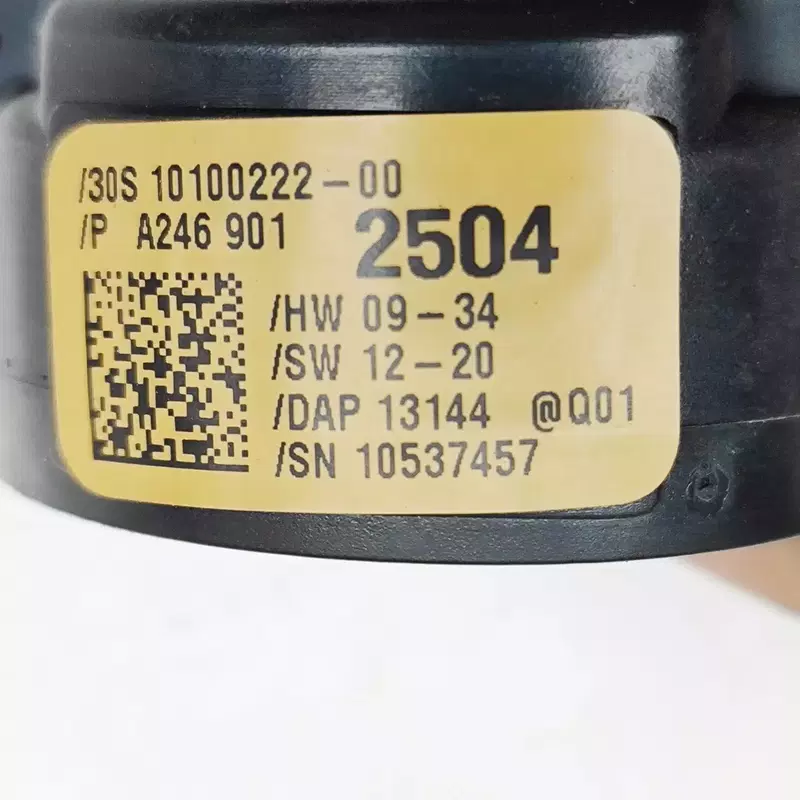 /30S 10100222-00
/P A246 901 2504
/HW 09-34
/SW 12-20
/DAP 13144 @Q01
/SN 10537457